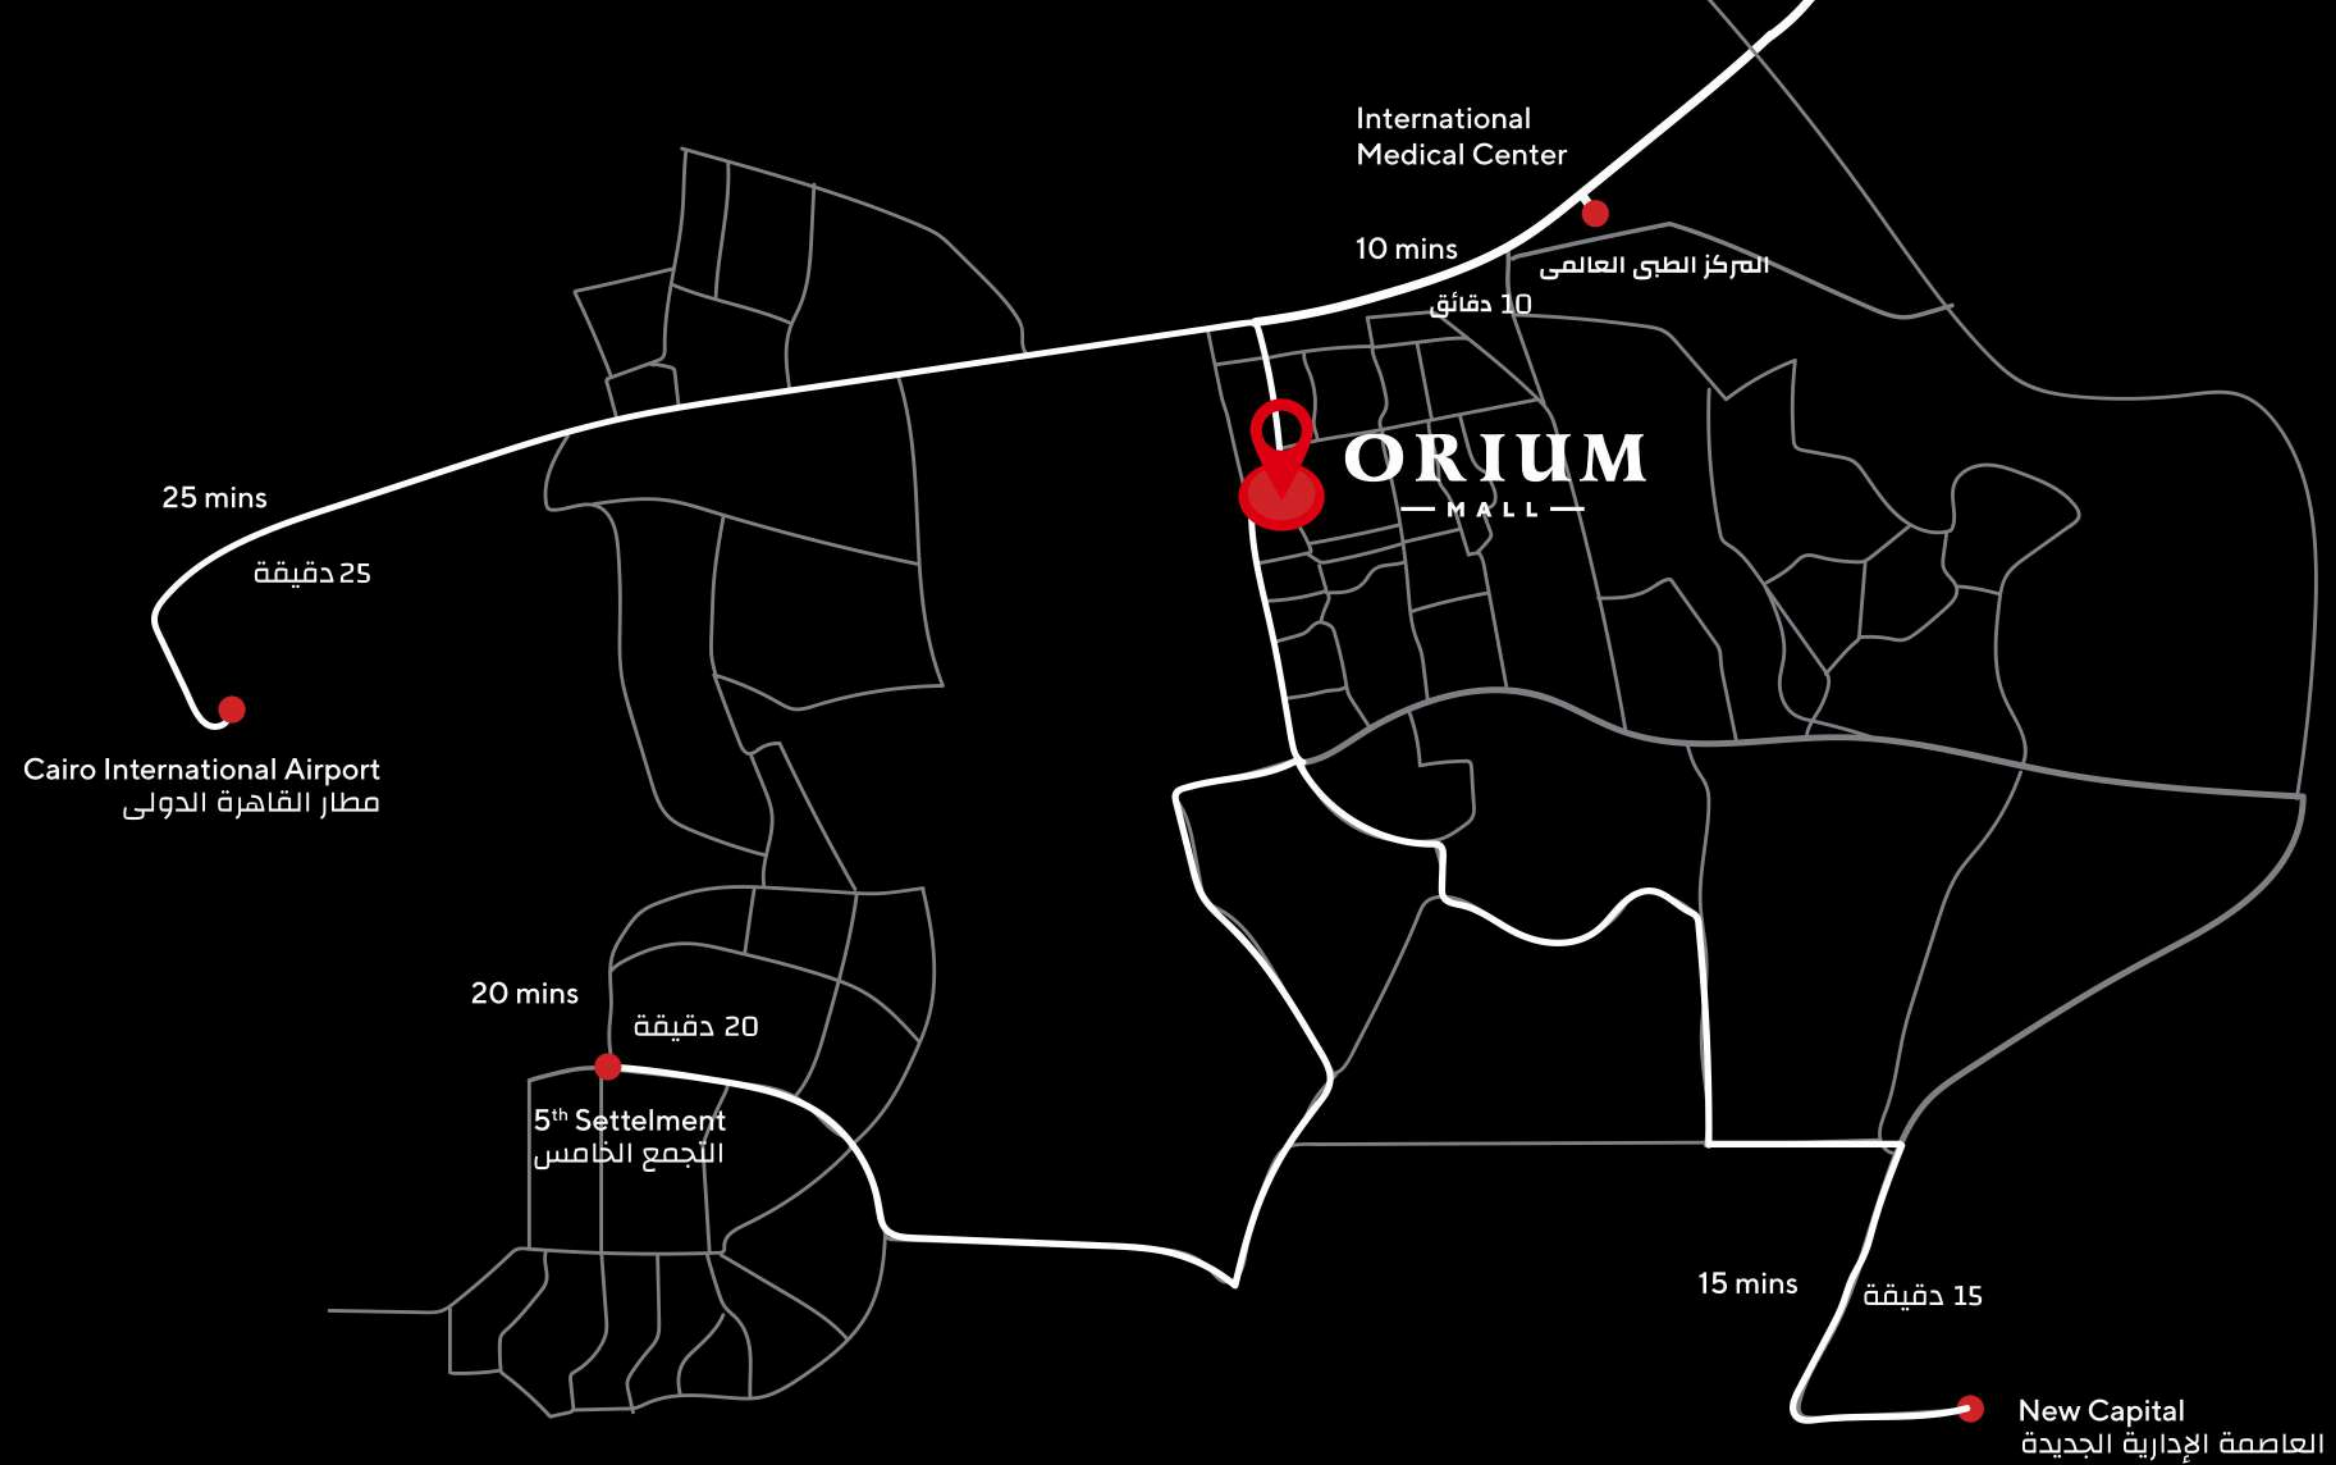 International
Medical Center
10 mins
المركز الطبى العالمى
10 دقائق
ORIUM
MALL
25 mins
25 دقيقة
Cairo International Airport
مطار القاهرة الدولى
20 mins
20 دقيقة
5th Settelment
التجمع الخامس
15 mins
15 دقيقة
New Capital
العاصمة الإدارية الجديدة